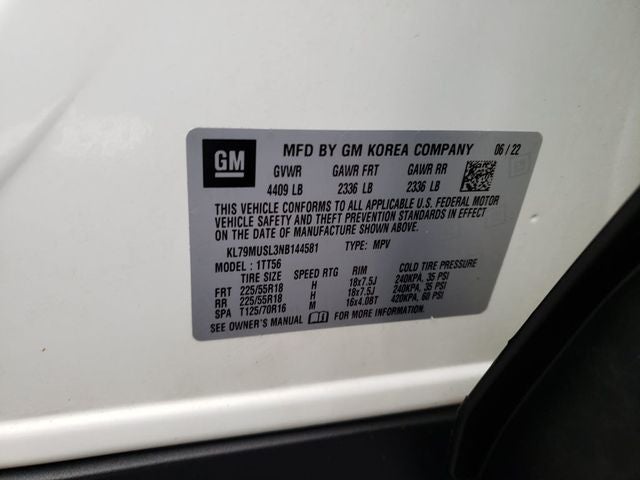 GM
MFD BY GM KOREA COMPANY 06/22
GVWR GAWR FRT GAWR RR
4409 LB 2336 LB 2336 LB
THIS VEHICLE CONFORMS TO ALL APPLICABLE U.S. FEDERAL MOTOR
VEHICLE SAFETY AND THEFT PREVENTION STANDARDS IN EFFECT
ON THE DATE OF MANUFACTURE SHOWN ABOVE.
KL79MUSL3NB144581 TYPE: MPV
MODEL: 1TT56
TIRE SIZE SPEED RTG RIM COLD TIRE PRESSURE
FRT 225/55R18 H 18x7.5J 240KPA, 35 PSI
RR 225/55R18 H 18x7.5J 240KPA, 35 PSI
SPA T125/70R16 M 16x4.0BT 420KPA, 60 PSI
SEE OWNER'S MANUAL FOR MORE INFORMATION